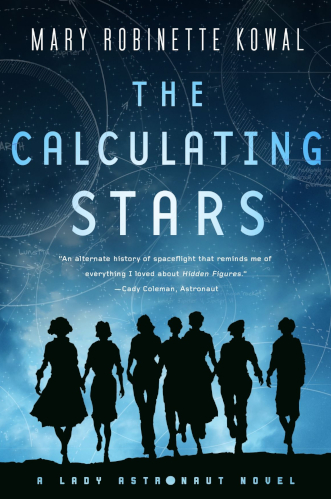 MARY ROBINETTE KOWAL
THE
CALCULATING
STARS
"An alternate history of spaceflight that reminds me of
everything I loved about Hidden Figures."
—Cady Coleman, Astronaut
A LADY ASTRONAUT NOVEL